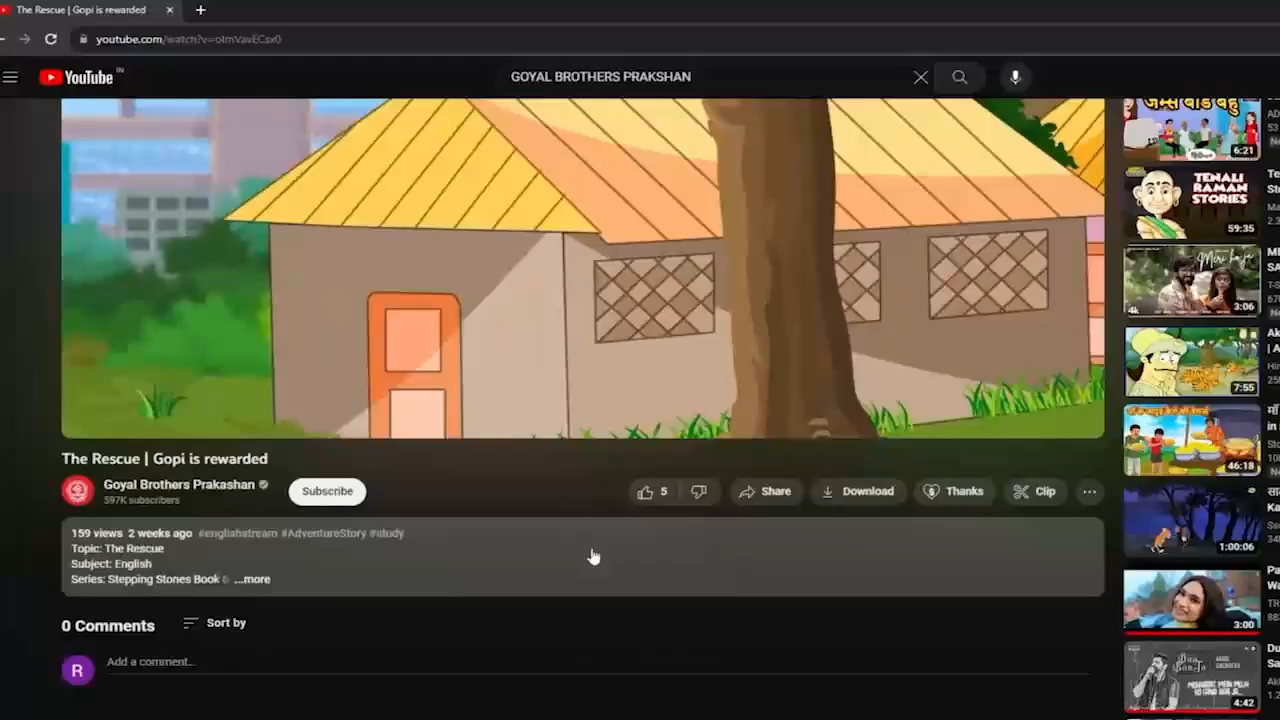 The Rescue | Gopi is rewarded
youtube.com/watch?v=
YouTube IN
GOYAL BROTHERS PRAKSHAN
6:21
TENALI
RAMAN
STORIES
59:35
4k
3:06
7:55
46:18
1:00:06
3:00
4:42
The Rescue | Gopi is rewarded
Goyal Brothers Prakashan
597K subscribers
Subscribe
5
Share
Download
Thanks
Clip
159 views 2 weeks ago #englishstream #AdventureStory #study
Topic: The Rescue
Subject: English
Series: Stepping Stones Book ...more
0 Comments
Sort by
R
Add a comment...